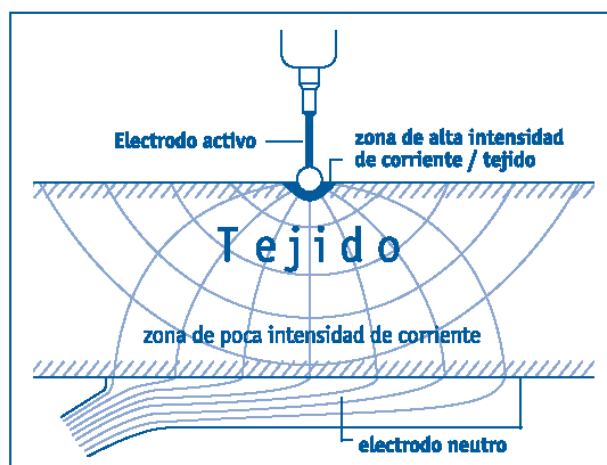 Electrodo activo
zona de alta intensidad
de corriente / tejido
Tejido
zona de poca intensidad de corriente
electrodo neutro